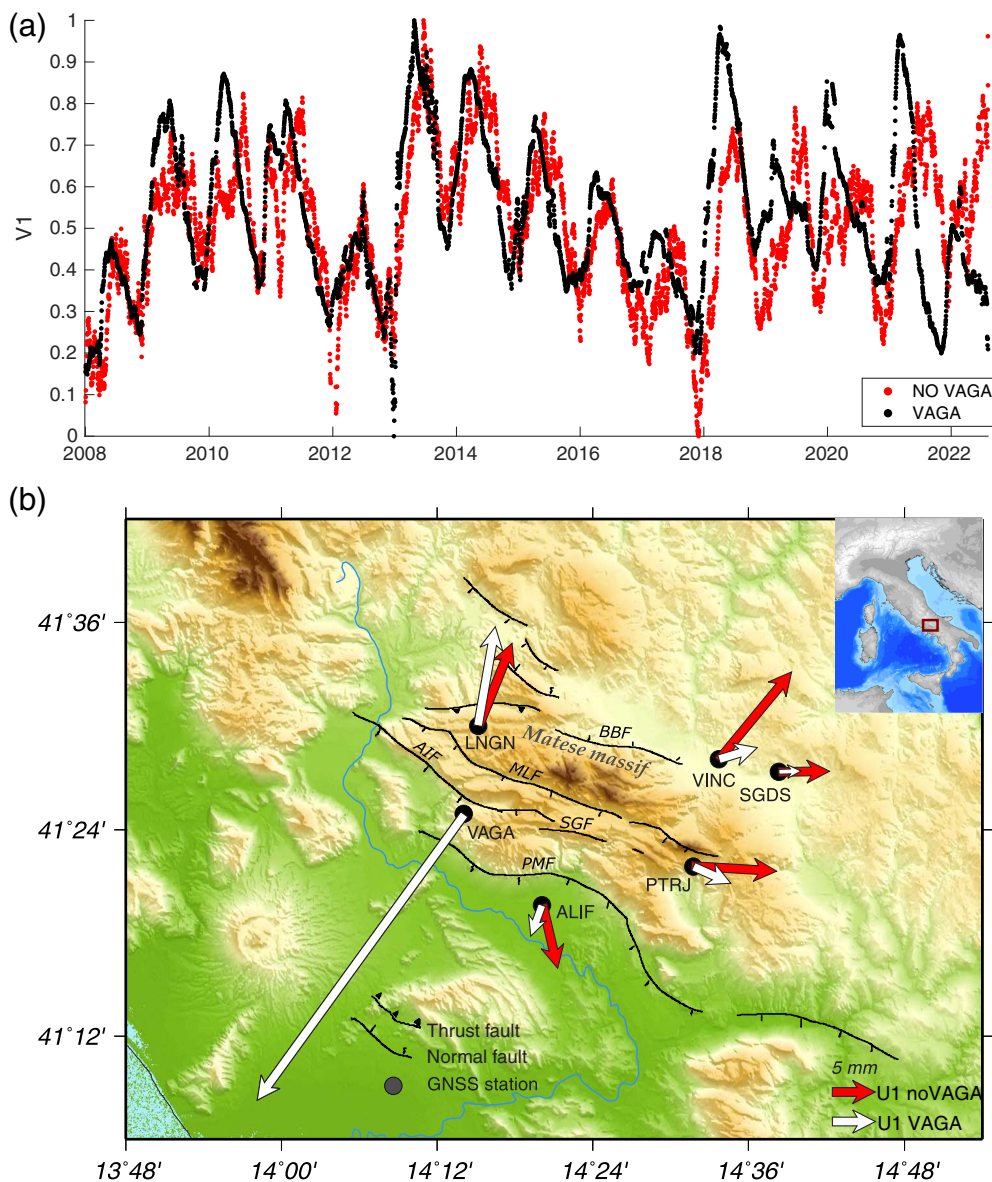 (a)
1
0.9
0.8
0.7
0.6
0.5
0.4
0.3
0.2
0.1
0
V1
NO VAGA
VAGA
2008 2010 2012 2014 2016 2018 2020 2022
(b)
41°36'
41°24'
41°12'
LNGN
BBF
Matese massif
VINC
SGDS
AIF
MLF
VAGA
SGF
PMF
PTRJ
ALIF
Thrust fault
Normal fault
GNSS station
5 mm
U1 noVAGA
U1 VAGA
13°48' 14°00' 14°12' 14°24' 14°36' 14°48'